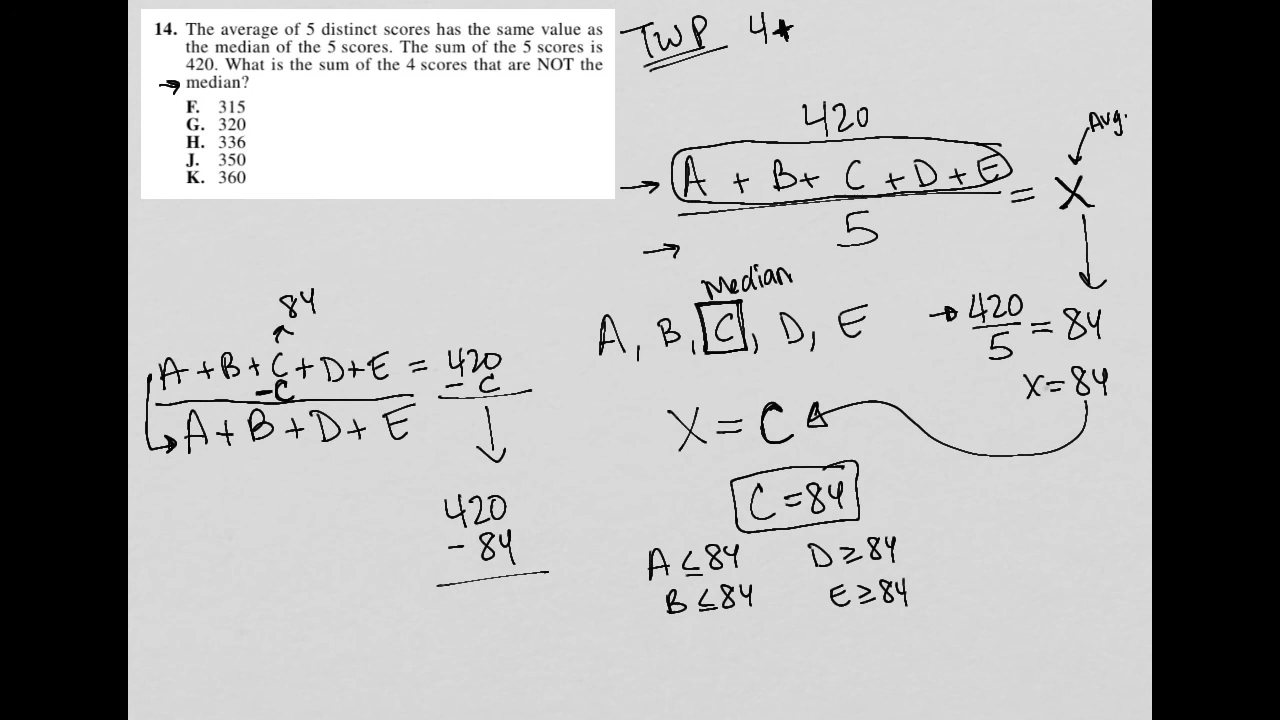 14. The average of 5 distinct scores has the same value as
the median of the 5 scores. The sum of the 5 scores is
420. What is the sum of the 4 scores that are NOT the
median?
F. 315
G. 320
H. 336
J. 350
K. 360
TWP 4★
420
Avg.
A + B + C + D + E = X
5
Median
A, B, C, D, E
420 = 84
5
X = 84
X = C
C = 84
A ≤ 84 D ≥ 84
B ≤ 84 E ≥ 84
84
A + B + C + D + E = 420
- C - C
A + B + D + E
420
- 84